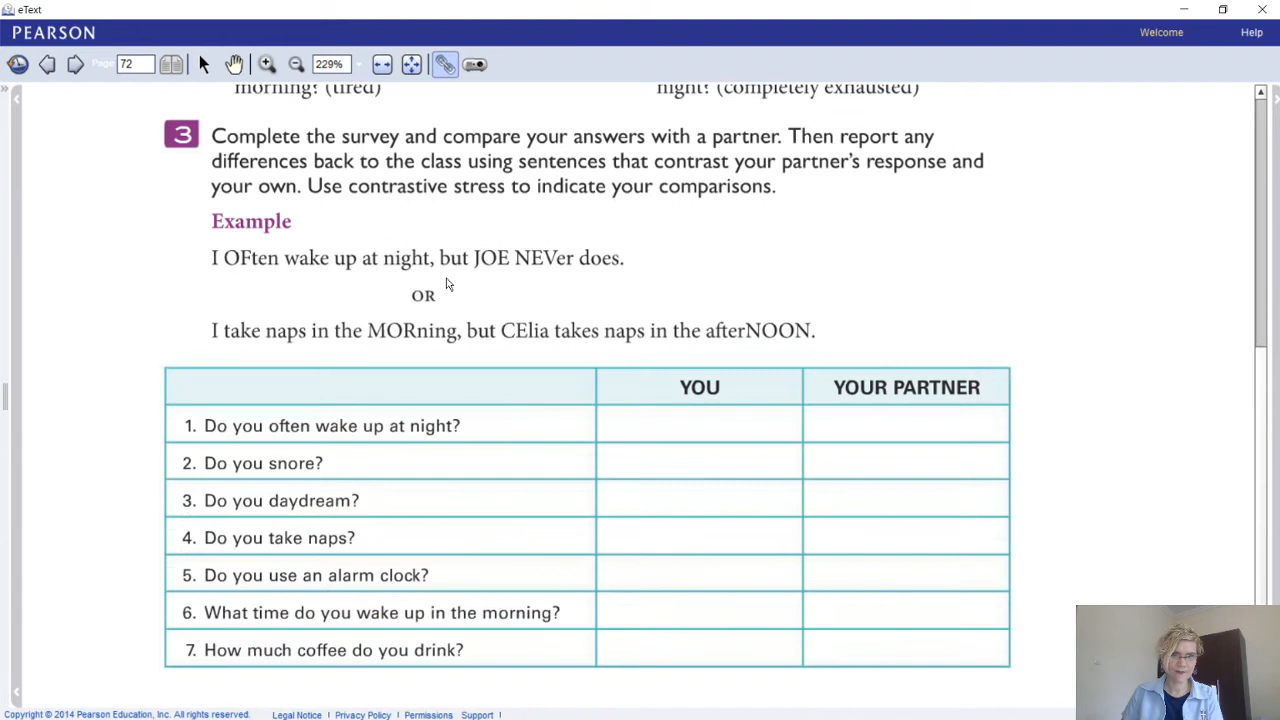 eText
PEARSON
Welcome Help
Page 72 229%
morning? (tired) night? (completely exhausted)
3 Complete the survey and compare your answers with a partner. Then report any
differences back to the class using sentences that contrast your partner's response and
your own. Use contrastive stress to indicate your comparisons.
Example
I OFten wake up at night, but JOE NEVer does.
OR
I take naps in the MORning, but CElia takes naps in the afterNOON.
YOU YOUR PARTNER
1. Do you often wake up at night?
2. Do you snore?
3. Do you daydream?
4. Do you take naps?
5. Do you use an alarm clock?
6. What time do you wake up in the morning?
7. How much coffee do you drink?
Copyright © 2014 Pearson Education, Inc. All rights reserved. Legal Notice | Privacy Policy | Permissions Support |